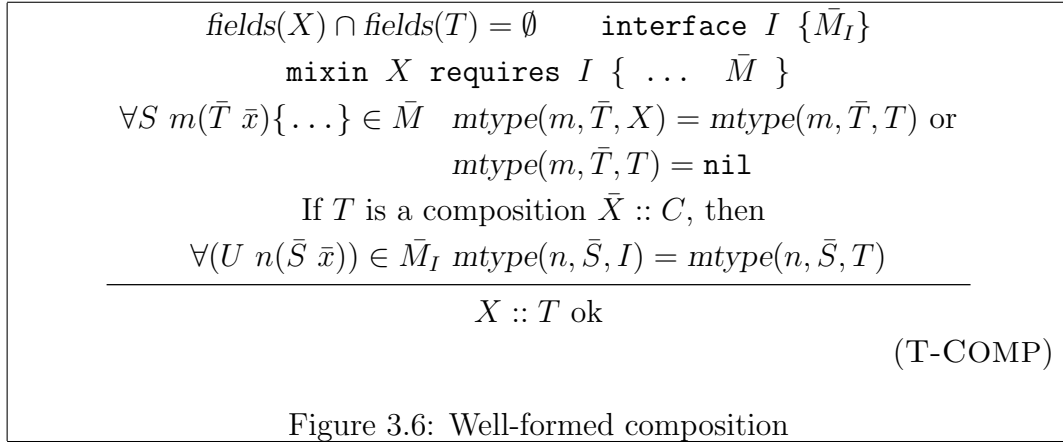 fields(X) ∩ fields(T) = ∅ interface I {M̄_I}
mixin X requires I { ... M̄ }
∀S m(T̄ x̄){...} ∈ M̄ mtype(m, T̄, X) = mtype(m, T̄, T) or
mtype(m, T̄, T) = nil
If T is a composition X̄ :: C, then
∀(U n(S̄ x̄)) ∈ M̄_I mtype(n, S̄, I) = mtype(n, S̄, T)
X :: T ok
(T-COMP)
Figure 3.6: Well-formed composition